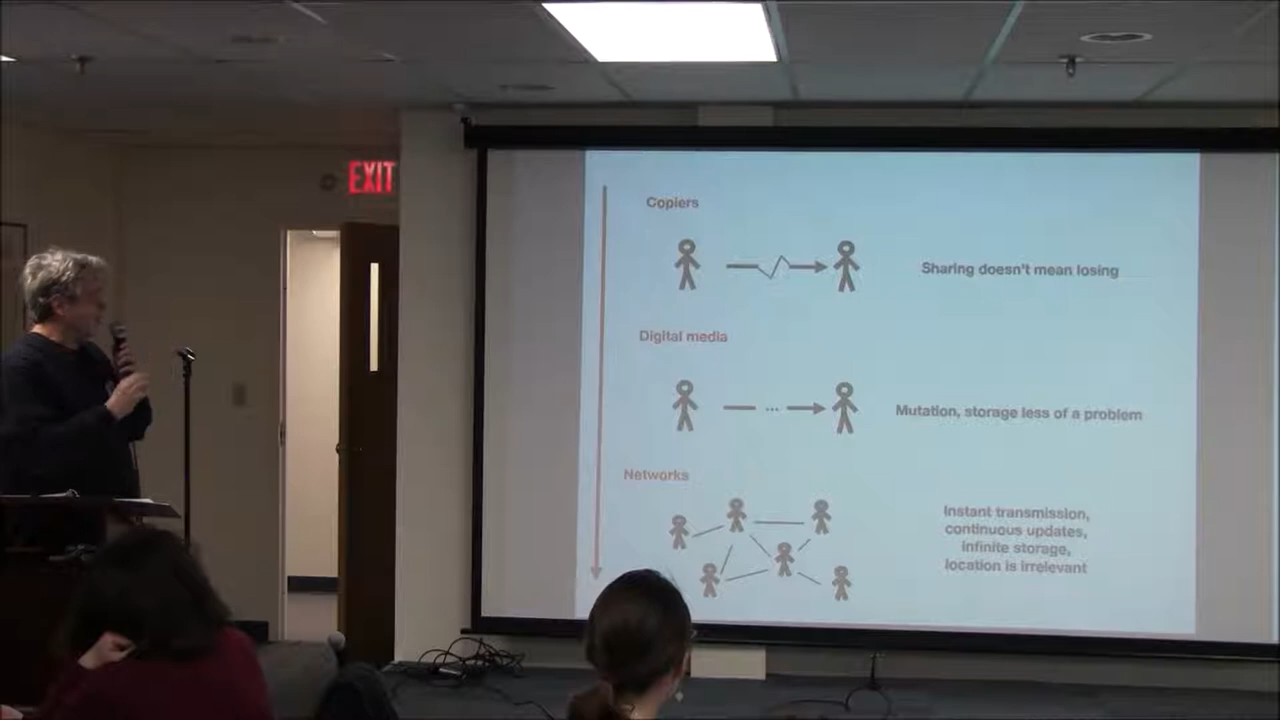 EXIT
Copiers
Sharing doesn't mean losing
Digital media
...
Mutation, storage less of a problem
Networks
Instant transmission,
continuous updates,
infinite storage,
location is irrelevant